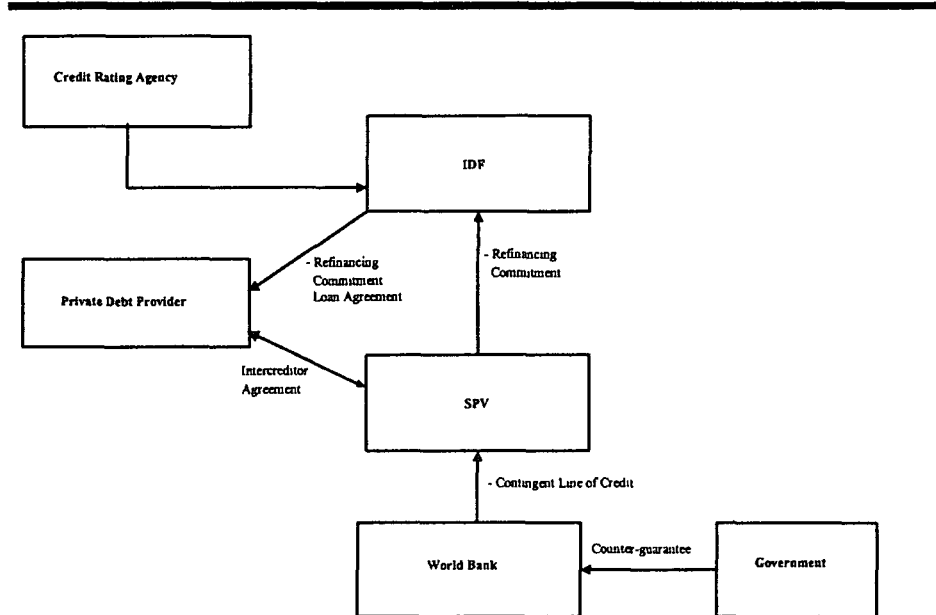 Credit Rating Agency
IDF
- Refinancing
Commitment
Loan Agreement
- Refinancing
Commitment
Private Debt Provider
Intercreditor
Agreement
SPV
- Contingent Line of Credit
World Bank
Counter-guarantee
Government